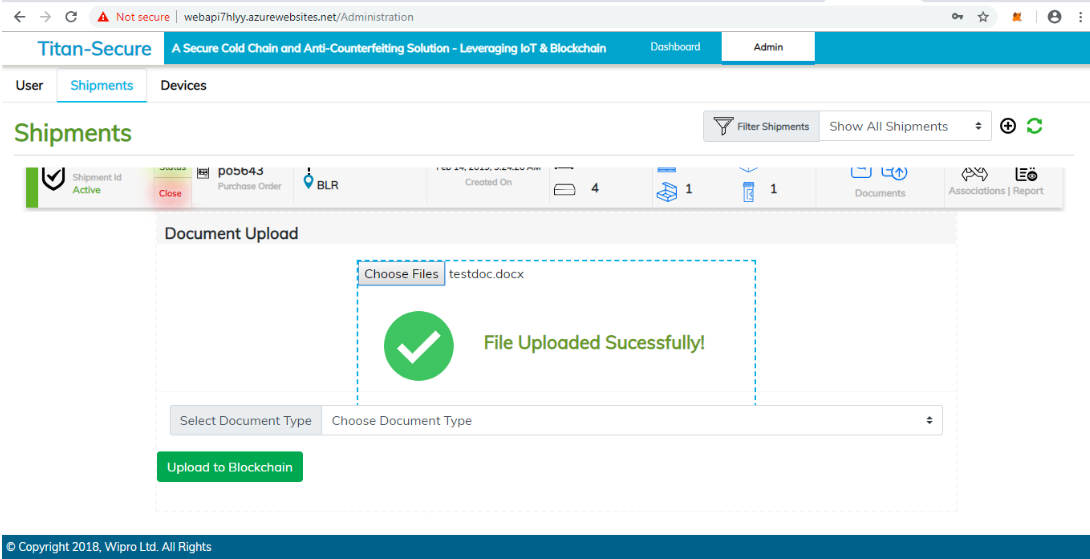 Not secure | webapi7hlyy.azurewebsites.net/Administration
Titan-Secure A Secure Cold Chain and Anti-Counterfeiting Solution - Leveraging IoT & Blockchain Dashboard Admin
User Shipments Devices
Shipments Filter Shipments Show All Shipments
Status po5643 Feb 14, 2019, 5:24:26 AM
Shipment Id Purchase Order BLR Created On 4 1 1 Documents Associations | Report
Active Close
Document Upload
Choose Files testdoc.docx
File Uploaded Sucessfully!
Select Document Type Choose Document Type
Upload to Blockchain
© Copyright 2018, Wipro Ltd. All Rights